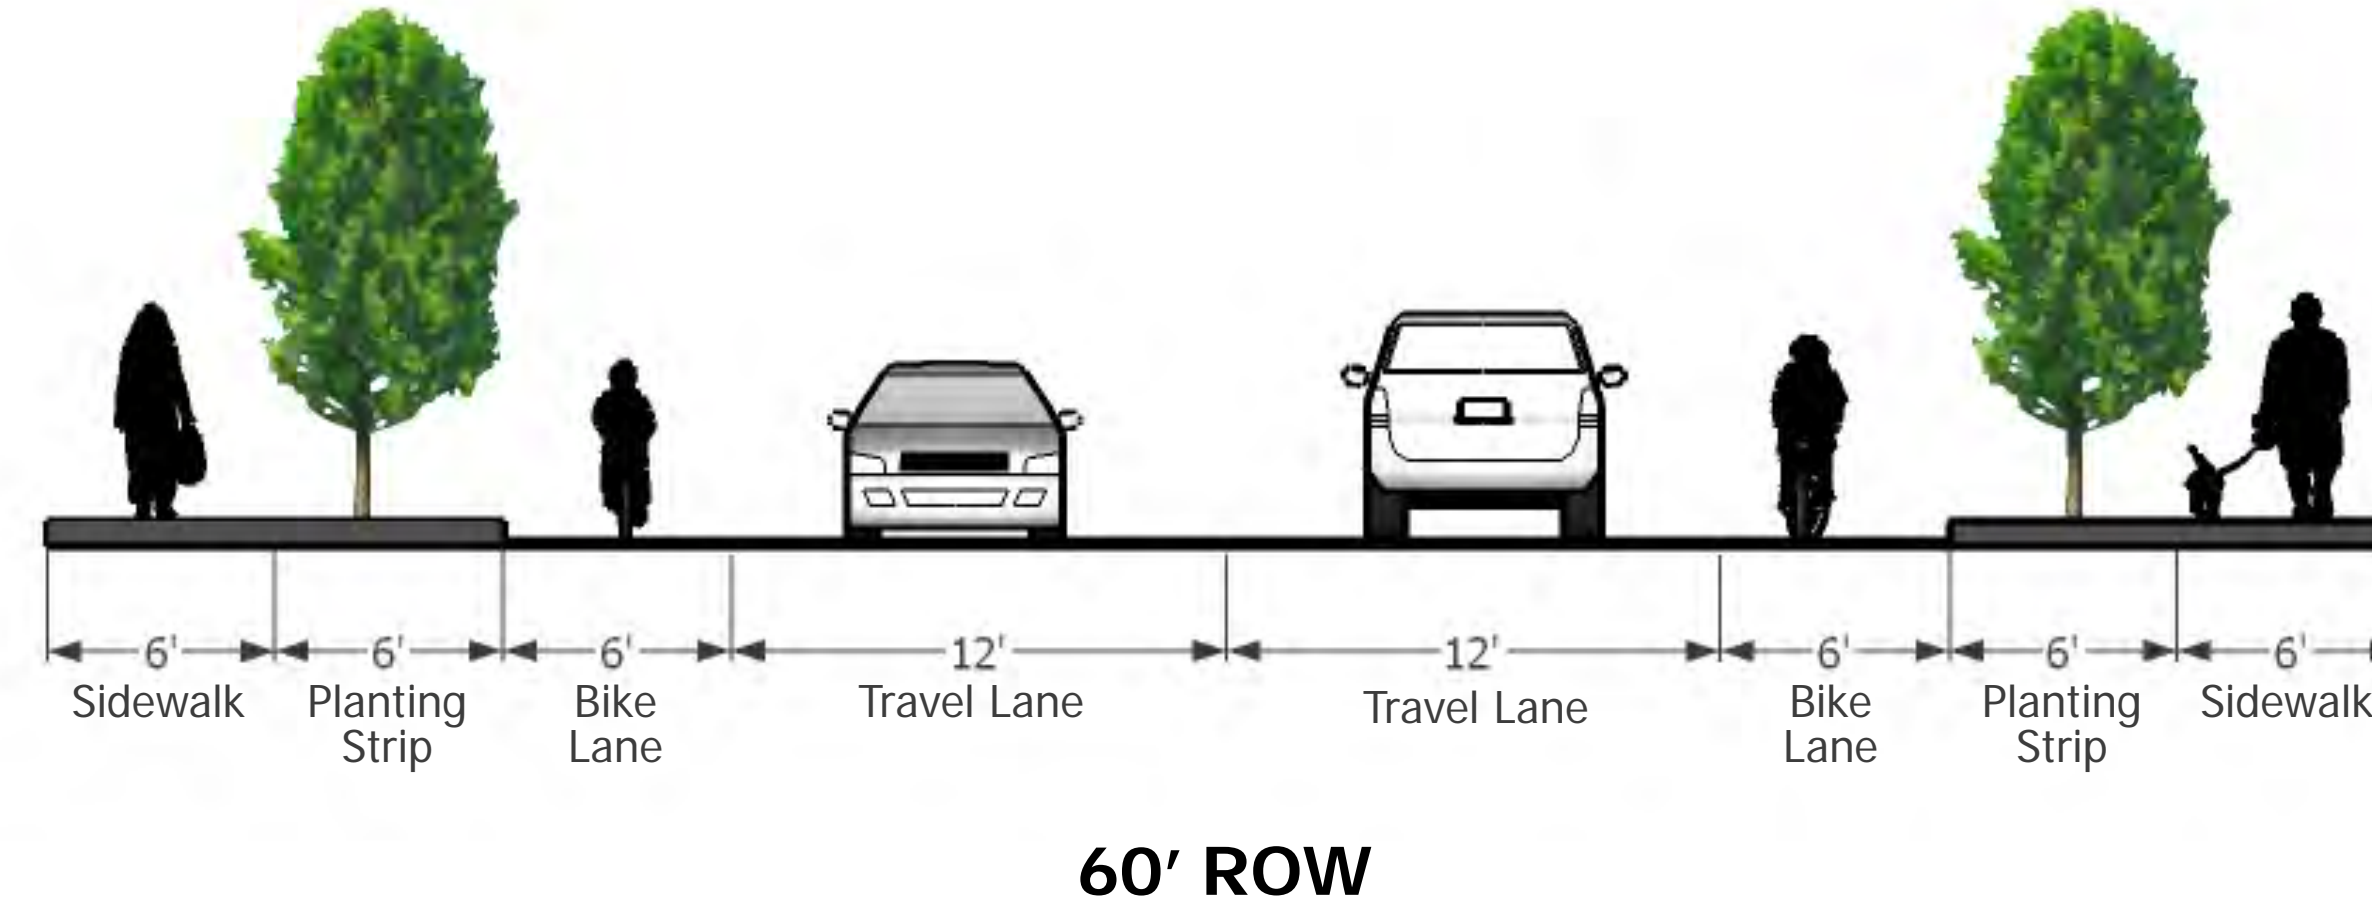 6' 6' 6' 12' 12' 6' 6' 6'
Sidewalk Planting Bike Travel Lane Travel Lane Bike Planting Sidewalk
Strip Lane Lane Strip
60' ROW